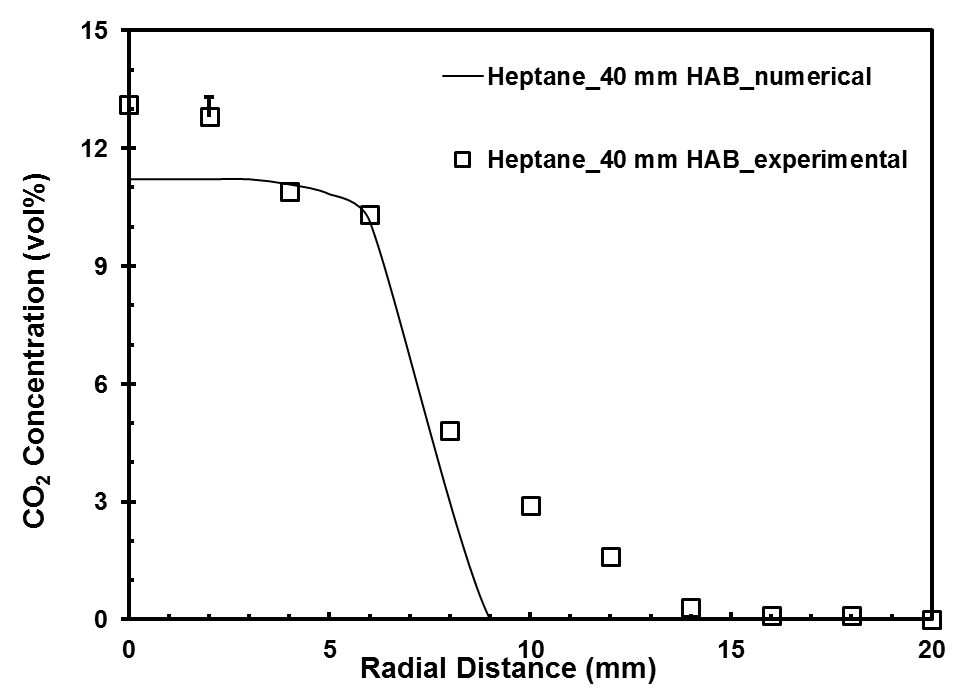 15
12
9
6
3
0
CO₂ Concentration (vol%)
Heptane_40 mm HAB_numerical
Heptane_40 mm HAB_experimental
0 5 10 15 20
Radial Distance (mm)